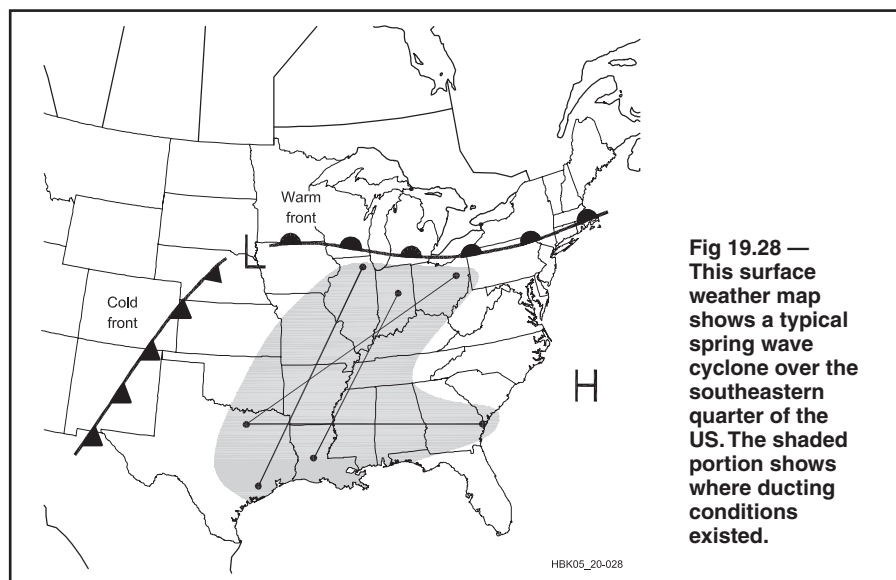 Warm
front
L
Cold
front
H
HBK05_20-028
Fig 19.28 —
This surface
weather map
shows a typical
spring wave
cyclone over the
southeastern
quarter of the
US. The shaded
portion shows
where ducting
conditions
existed.